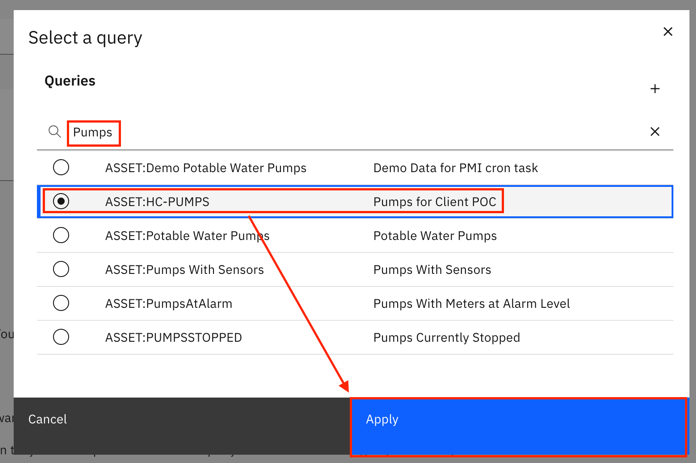 Select a query
Queries
Pumps
ASSET:Demo Potable Water Pumps Demo Data for PMI cron task
ASSET:HC-PUMPS Pumps for Client POC
ASSET:Potable Water Pumps Potable Water Pumps
ASSET:Pumps With Sensors Pumps With Sensors
ASSET:PumpsAtAlarm Pumps With Meters at Alarm Level
ASSET:PUMPSSTOPPED Pumps Currently Stopped
Cancel Apply